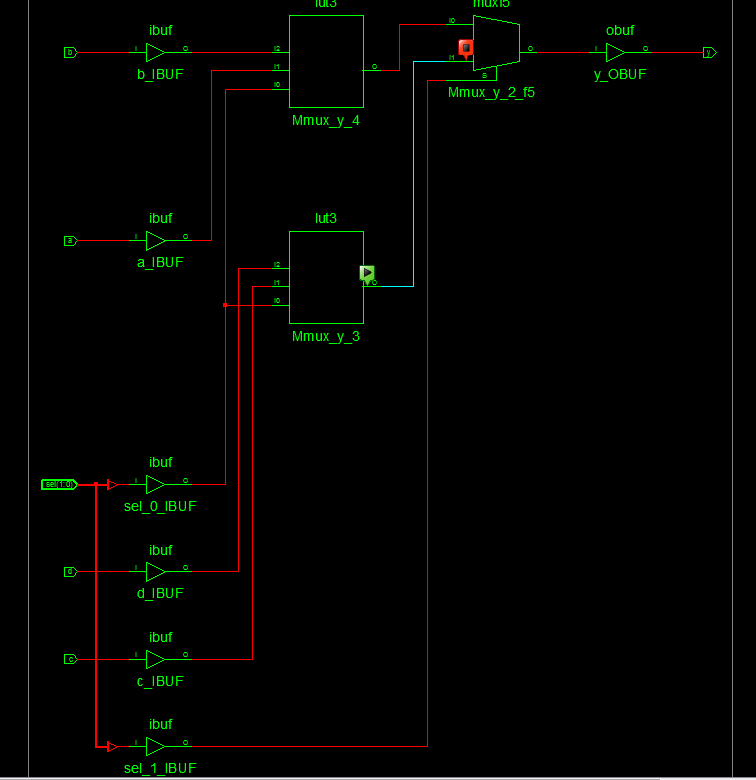 lut3
muxf5
ibuf
obuf
b
I
O
I2
I1
I0
O
I0
I1
S
O
I
O
y
b_IBUF
y_OBUF
Mmux_y_4
Mmux_y_2_f5
ibuf
lut3
a
I
O
a_IBUF
I2
I1
I0
O
Mmux_y_3
ibuf
sel(1:0)
I
O
sel_0_IBUF
ibuf
d
I
O
d_IBUF
ibuf
c
I
O
c_IBUF
ibuf
I
O
sel_1_IBUF